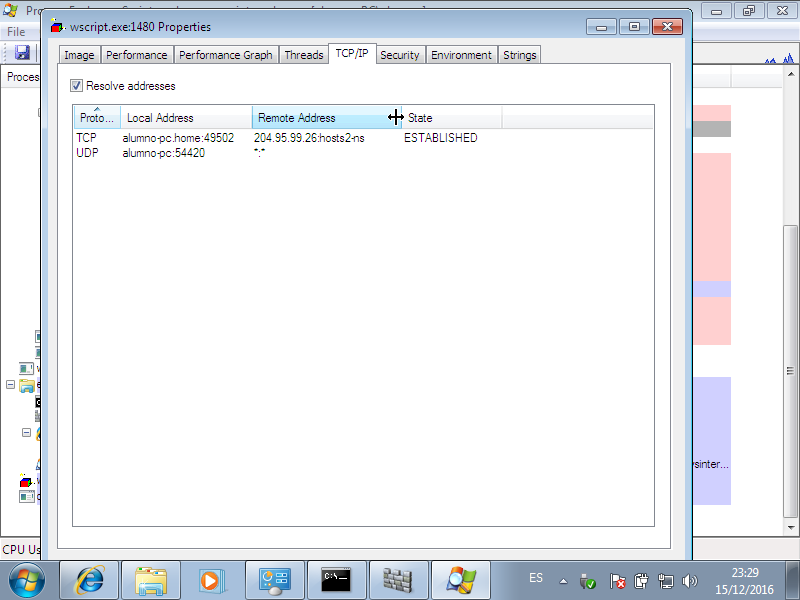 wscript.exe:1480 Properties
File
Proces
Image Performance Performance Graph Threads TCP/IP Security Environment Strings
Resolve addresses
Proto... Local Address Remote Address State
TCP alumno-pc.home:49502 204.95.99.26:hosts2-ns ESTABLISHED
UDP alumno-pc:54420 *:*
sinter...
CPU Us
C:\_
ES
23:29
15/12/2016